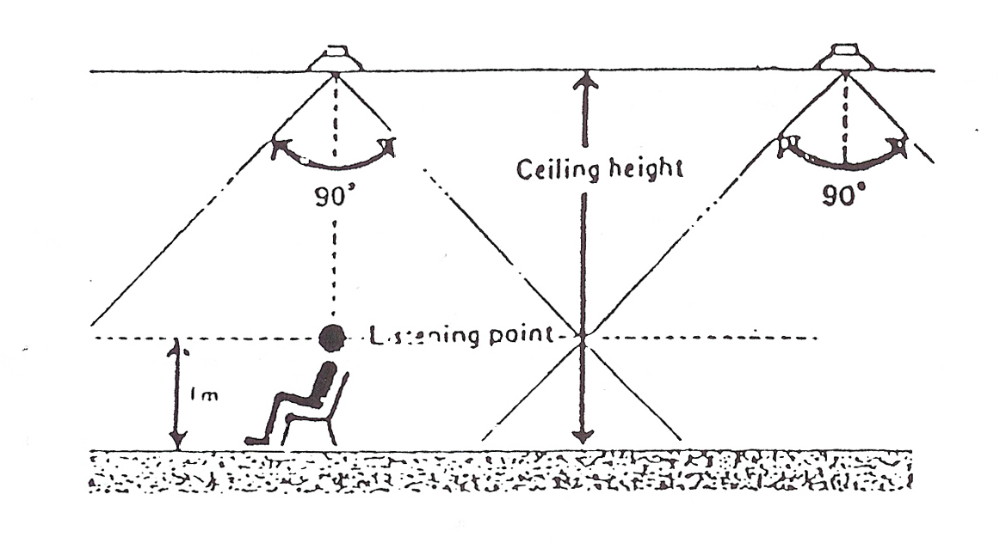 Ceiling height
90°
90°
Listening point
1m